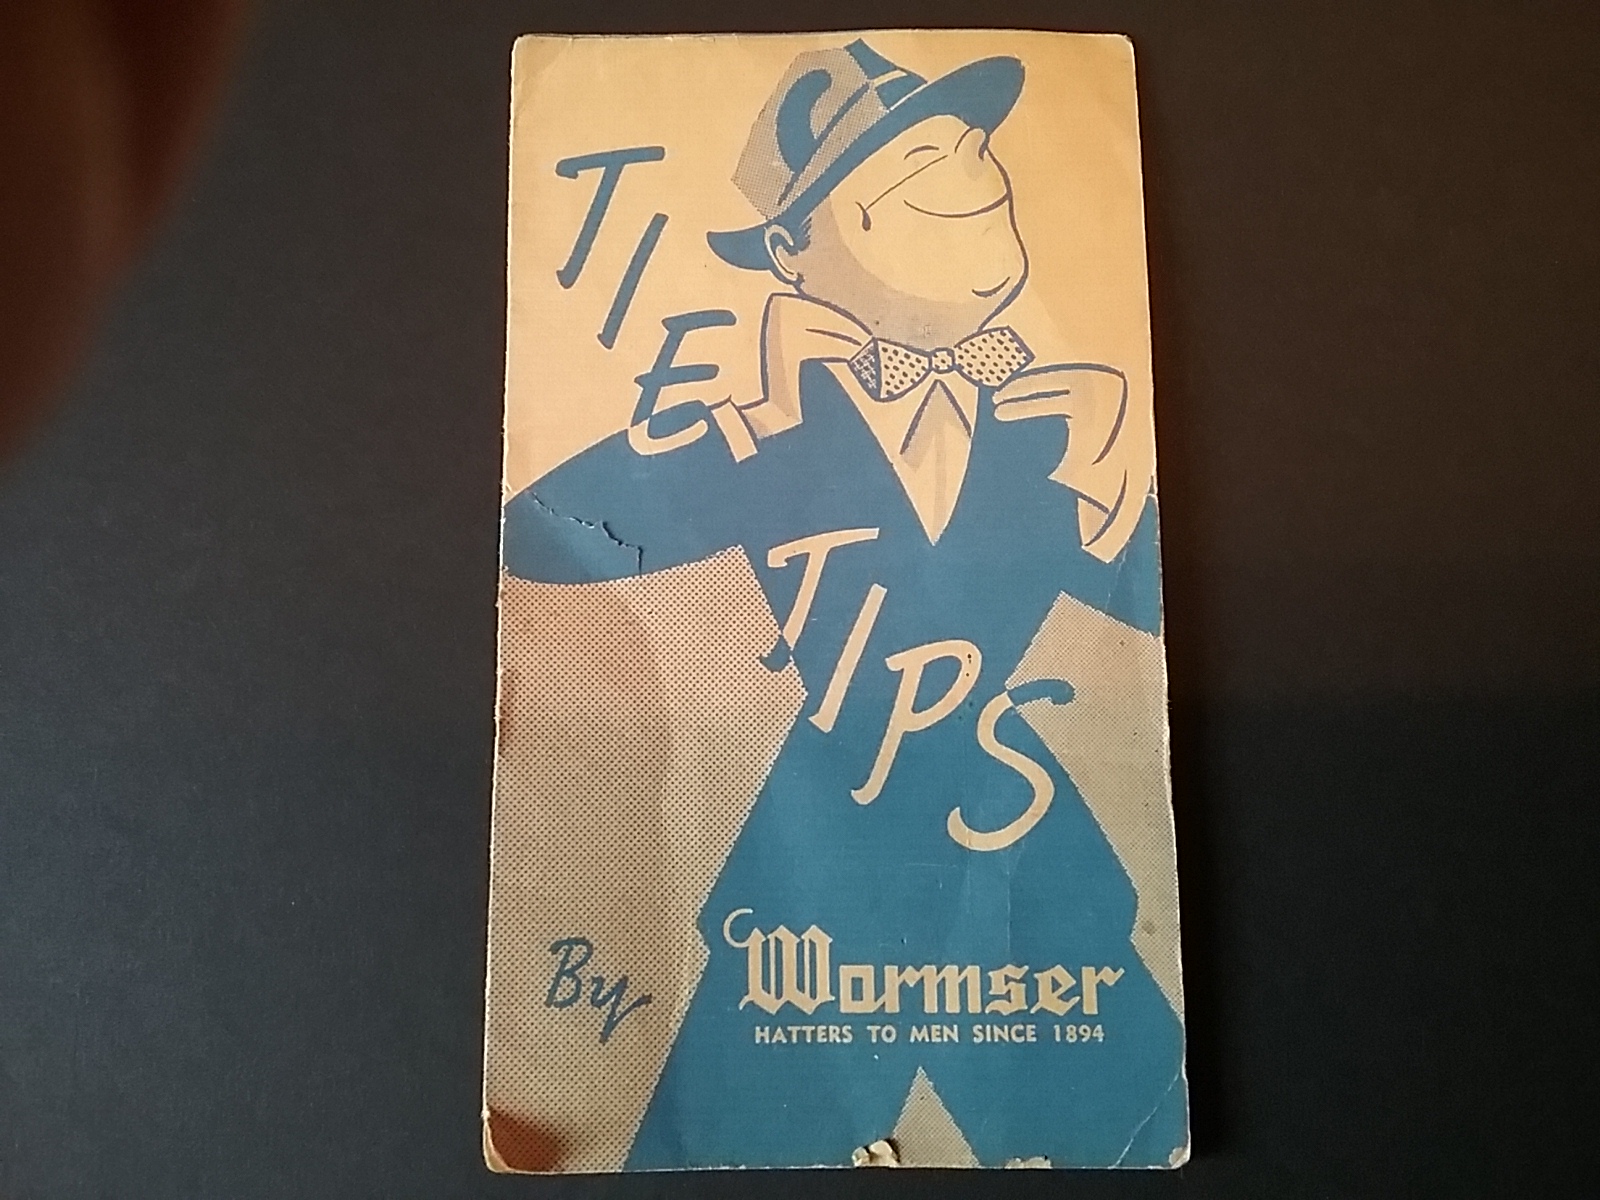 TIE
TIPS
By Wormser
HATTERS TO MEN SINCE 1894